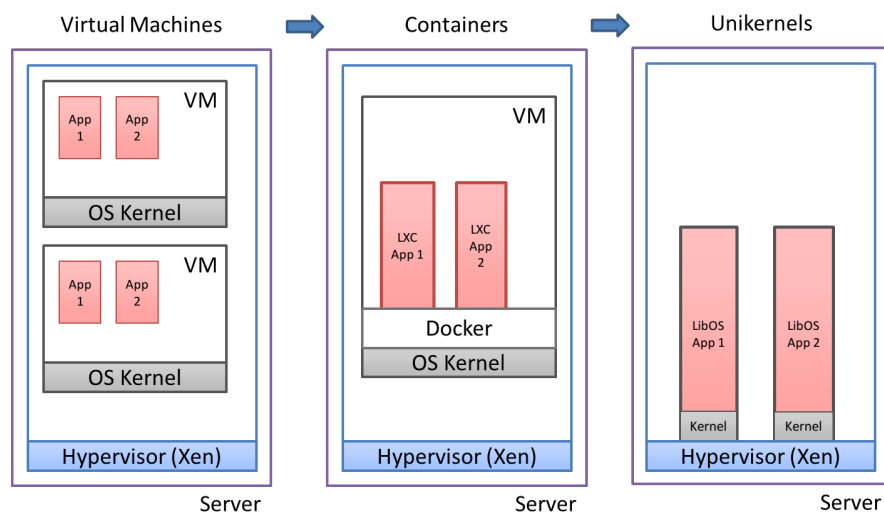 Virtual Machines
Containers
Unikernels
VM
App
1
App
2
OS Kernel
VM
App
1
App
2
OS Kernel
Hypervisor (Xen)
Server
VM
LXC
App 1
LXC
App
2
Docker
OS Kernel
Hypervisor (Xen)
Server
LibOS
App 1
LibOS
App 2
Kernel
Kernel
Hypervisor (Xen)
Server